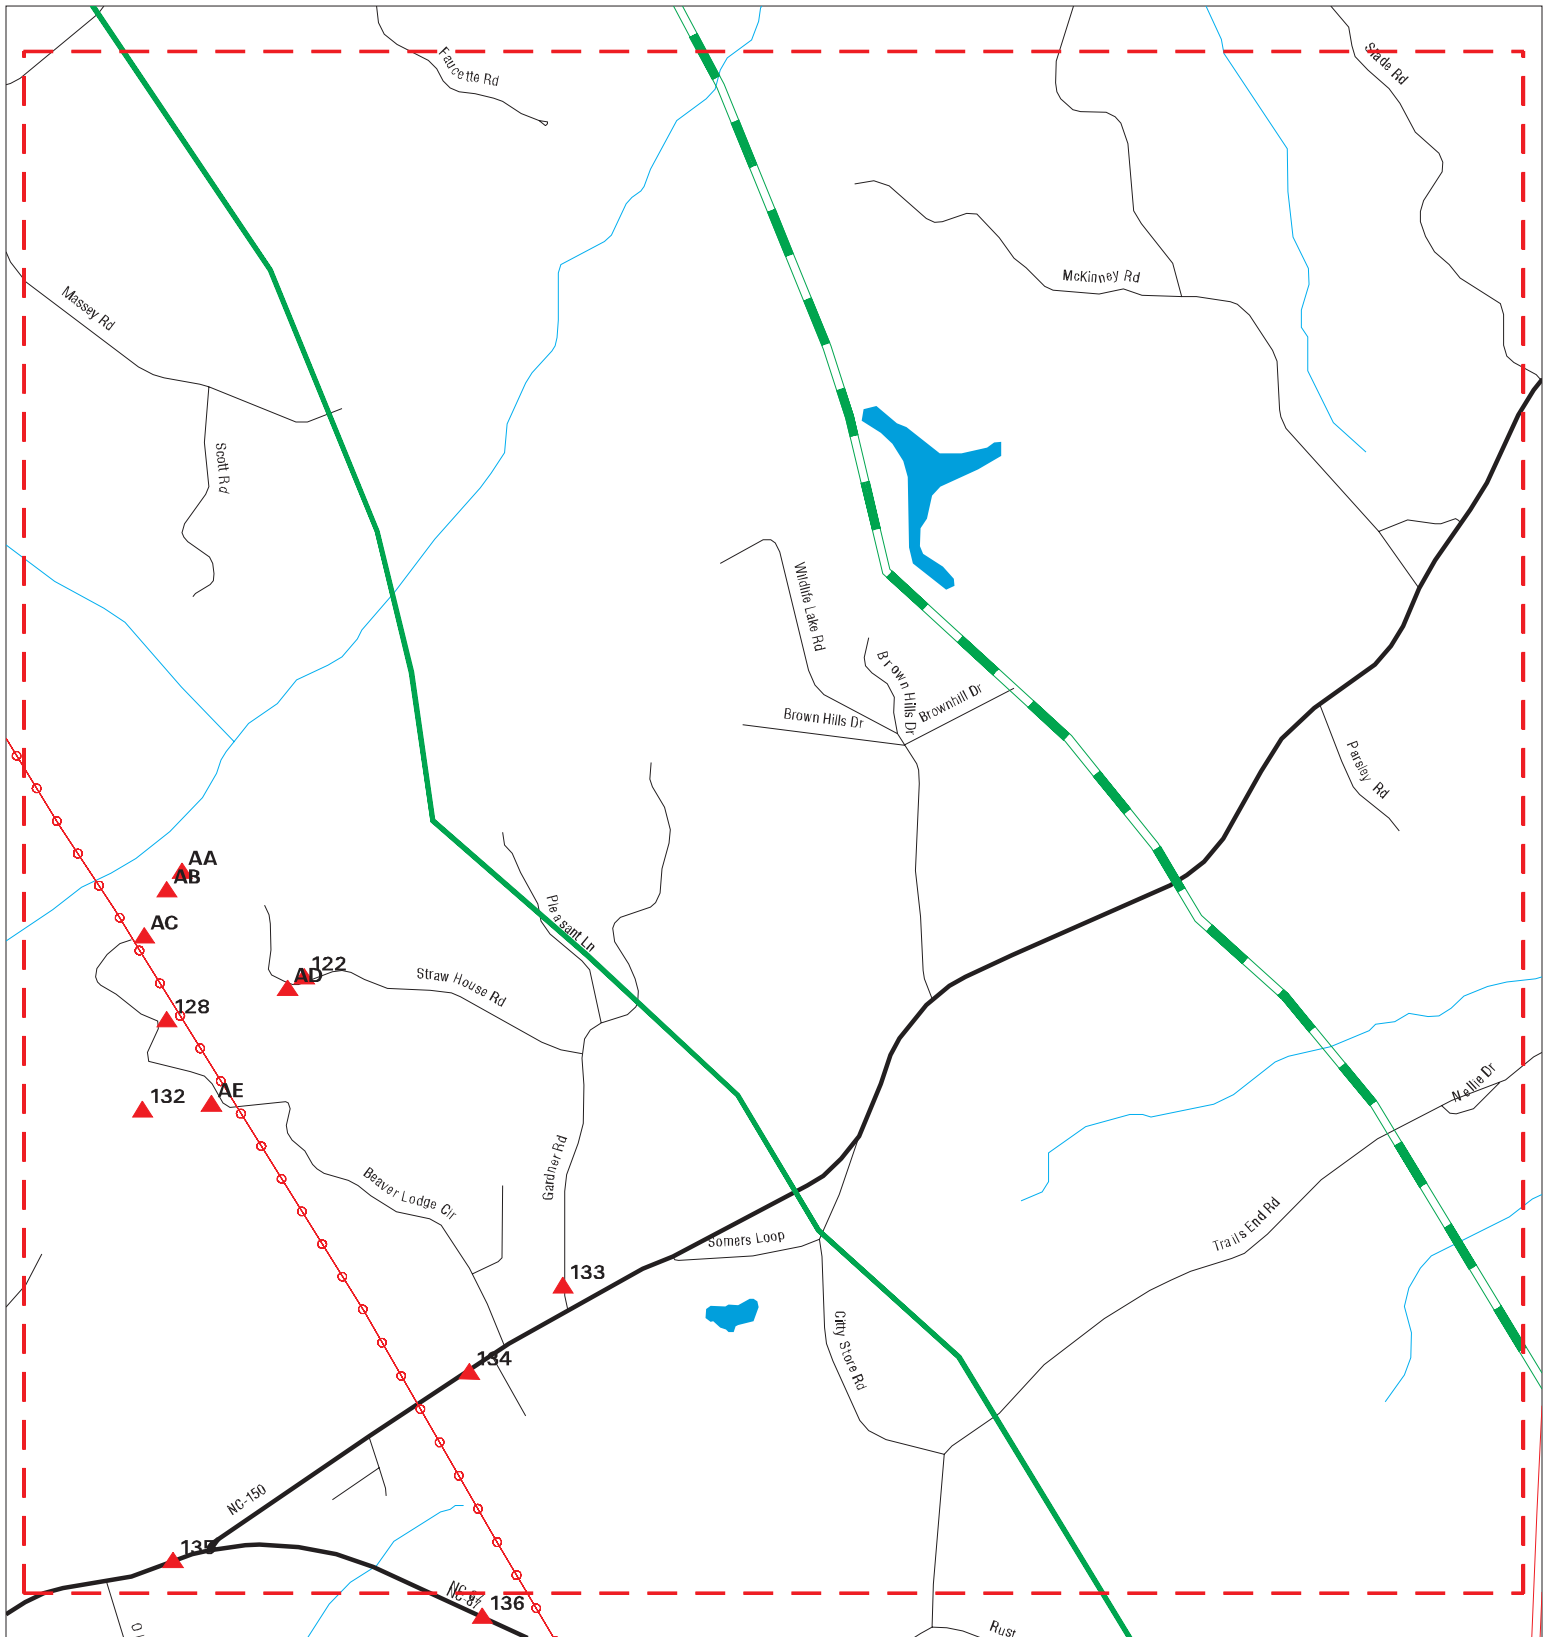 Faucette Rd
Slade Rd
McKinney Rd
Massey Rd
Scott Rd
Wildlife Lake Rd
Brown Hills Dr
Brownhill Dr
Brown Hills Dr
Parsley Rd
AA
AB
AC
Pleasant Ln
122
AD
Straw House Rd
128
AE
132
Nellie Dr
Gardner Rd
Beaver Lodge Cir
Trails End Rd
Somers Loop
133
Citty Store Rd
134
NC-150
135
NC-87
136
Rust